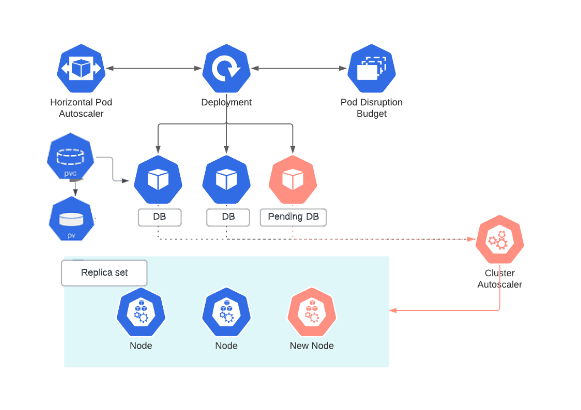 Horizontal Pod
Autoscaler
Deployment
Pod Disruption
Budget
pvc
pv
DB
DB
Pending DB
Cluster
Autoscaler
Replica set
Node
Node
New Node